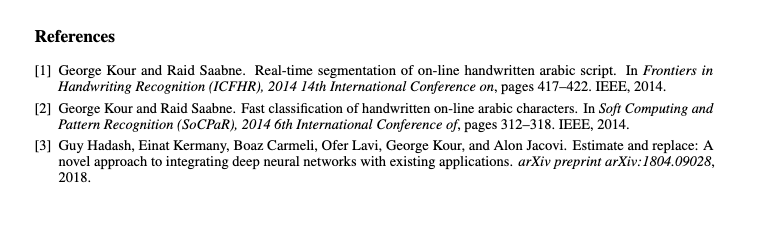 References
[1] George Kour and Raid Saabne. Real-time segmentation of on-line handwritten arabic script. In Frontiers in
Handwriting Recognition (ICFHR), 2014 14th International Conference on, pages 417–422. IEEE, 2014.
[2] George Kour and Raid Saabne. Fast classification of handwritten on-line arabic characters. In Soft Computing and
Pattern Recognition (SoCPaR), 2014 6th International Conference of, pages 312–318. IEEE, 2014.
[3] Guy Hadash, Einat Kermany, Boaz Carmeli, Ofer Lavi, George Kour, and Alon Jacovi. Estimate and replace: A
novel approach to integrating deep neural networks with existing applications. arXiv preprint arXiv:1804.09028,
2018.